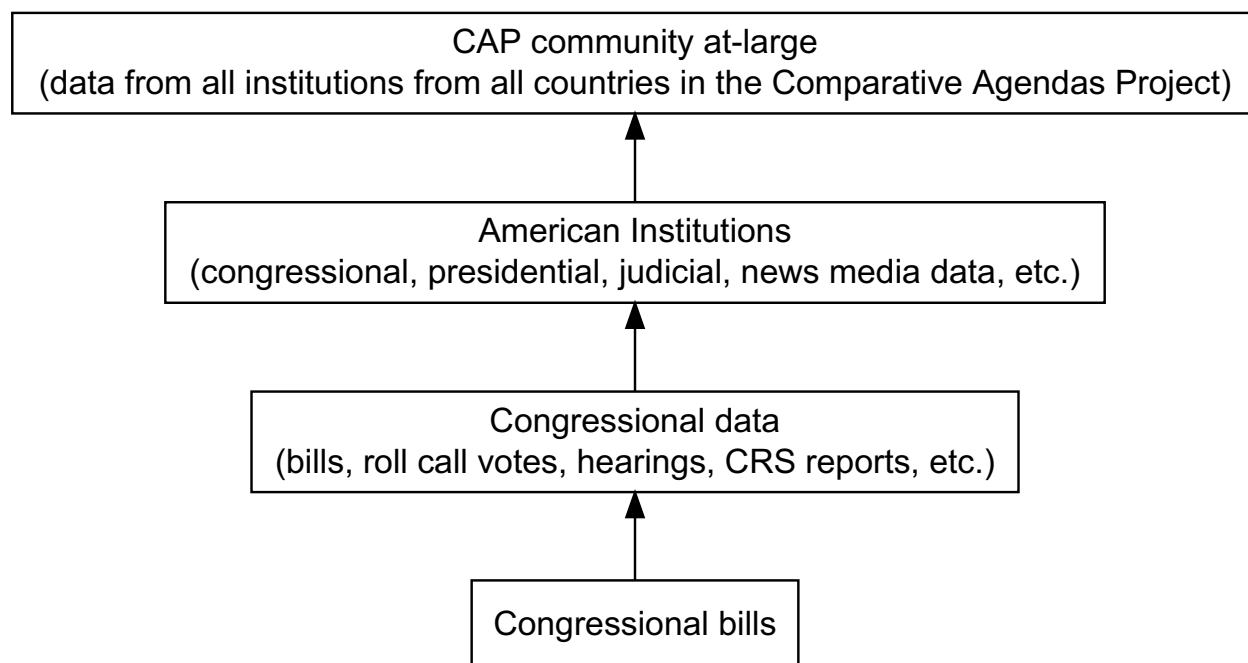 CAP community at-large
(data from all institutions from all countries in the Comparative Agendas Project)
American Institutions
(congressional, presidential, judicial, news media data, etc.)
Congressional data
(bills, roll call votes, hearings, CRS reports, etc.)
Congressional bills